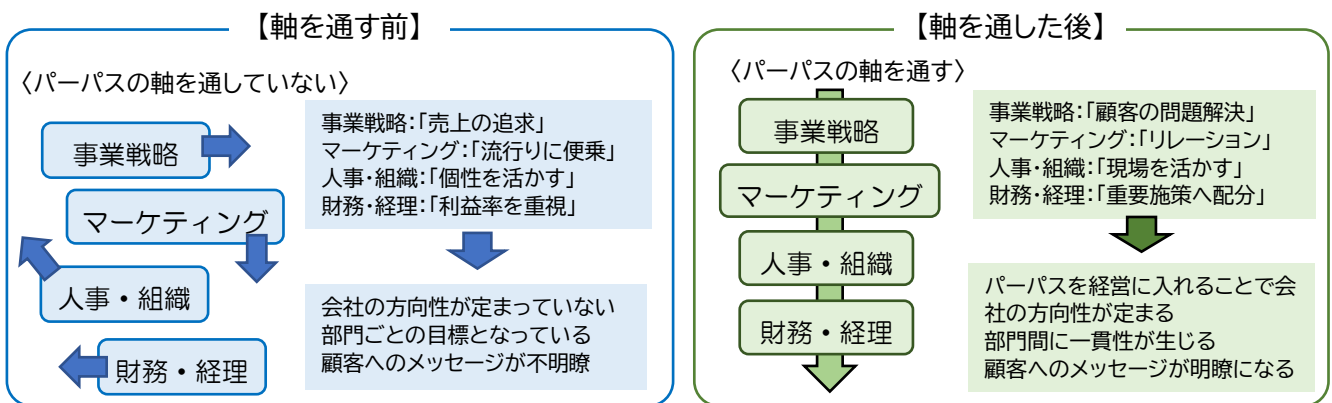 【軸を通す前】
〈パーパスの軸を通していない〉
事業戦略
マーケティング
人事・組織
財務・経理
事業戦略:「売上の追求」
マーケティング:「流行りに便乗」
人事・組織:「個性を活かす」
財務・経理:「利益率を重視」
会社の方向性が定まっていない
部門ごとの目標となっている
顧客へのメッセージが不明瞭
【軸を通した後】
〈パーパスの軸を通す〉
事業戦略
マーケティング
人事・組織
財務・経理
事業戦略:「顧客の問題解決」
マーケティング:「リレーション」
人事・組織:「現場を活かす」
財務・経理:「重要施策へ配分」
パーパスを経営に入れることで会
社の方向性が定まる
部門間に一貫性が生じる
顧客へのメッセージが明瞭になる